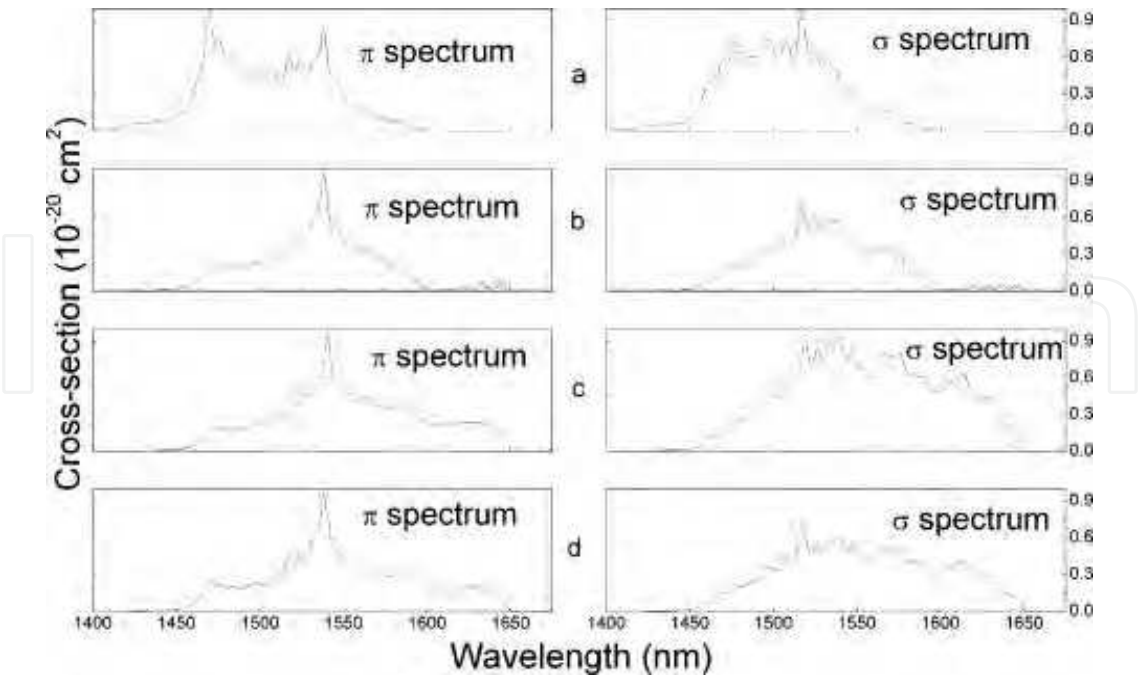 π spectrum
a
σ spectrum
0.9
0.6
0.3
0.0
π spectrum
b
σ spectrum
0.9
0.6
0.3
0.0
π spectrum
c
σ spectrum
0.9
0.6
0.3
0.0
π spectrum
d
σ spectrum
0.9
0.6
0.3
0.0
Cross-section (10⁻²⁰ cm²)
1400 1450 1500 1550 1600 1650
1400 1450 1500 1550 1600 1650
Wavelength (nm)